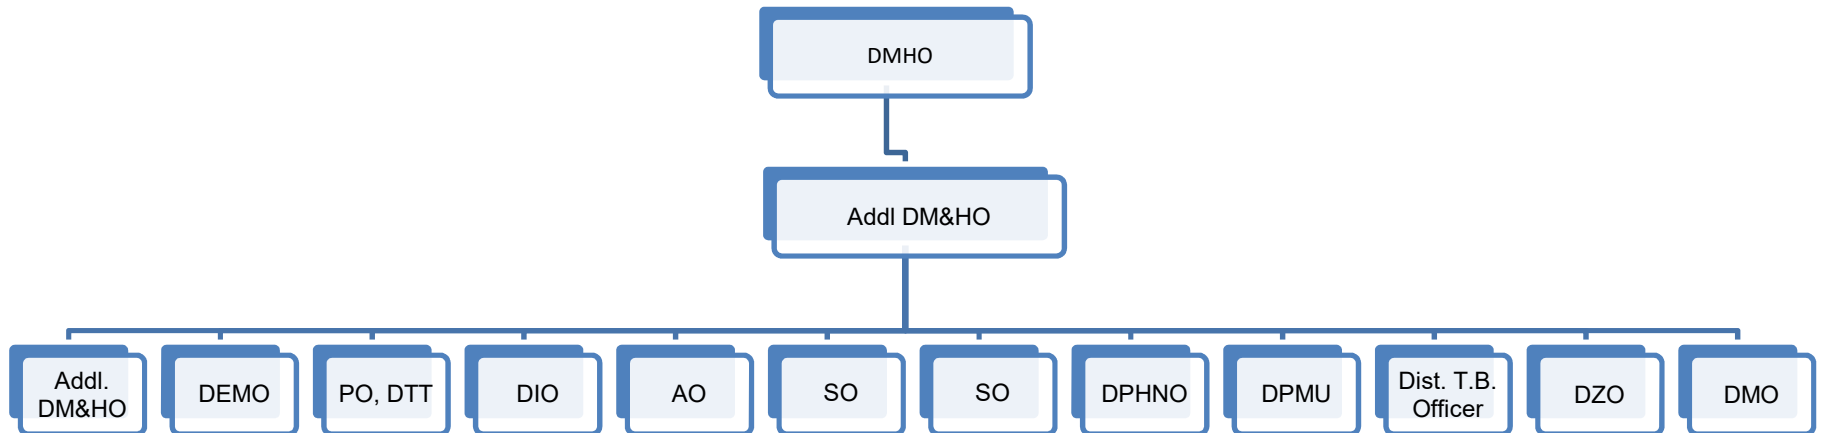 DMHO
Addl DM&HO
Addl.
DM&HO
DEMO
PO, DTT
DIO
AO
SO
SO
DPHNO
DPMU
Dist. T.B.
Officer
DZO
DMO